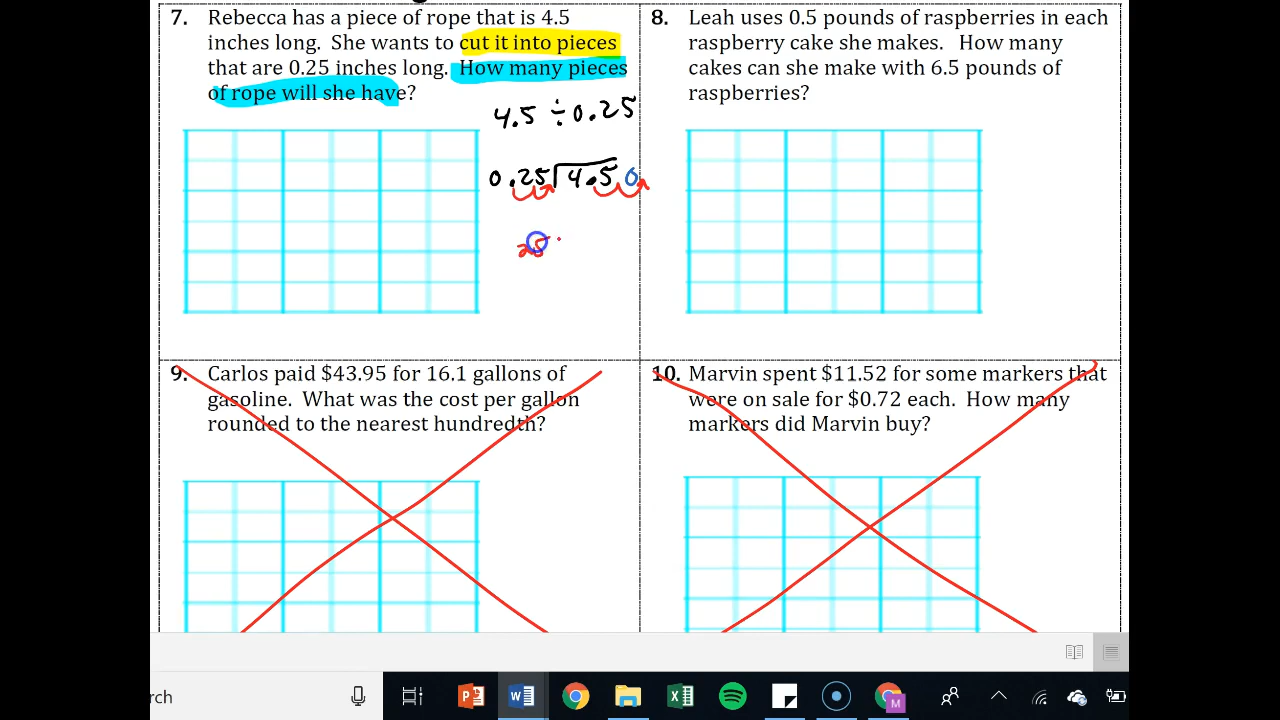 7. Rebecca has a piece of rope that is 4.5
inches long. She wants to cut it into pieces
that are 0.25 inches long. How many pieces
of rope will she have?
4.5 ÷ 0.25
0.25 4.5 0
25
8. Leah uses 0.5 pounds of raspberries in each
raspberry cake she makes. How many
cakes can she make with 6.5 pounds of
raspberries?
9. Carlos paid $43.95 for 16.1 gallons of
gasoline. What was the cost per gallon
rounded to the nearest hundredth?
10. Marvin spent $11.52 for some markers that
were on sale for $0.72 each. How many
markers did Marvin buy?
rch